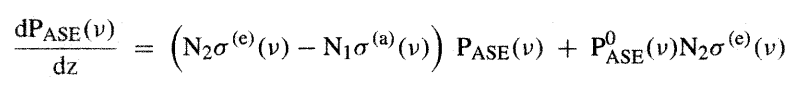 dP_ASE(ν)/dz = (N₂σ^(e)(ν) − N₁σ^(a)(ν)) P_ASE(ν) + P⁰_ASE(ν)N₂σ^(e)(ν)